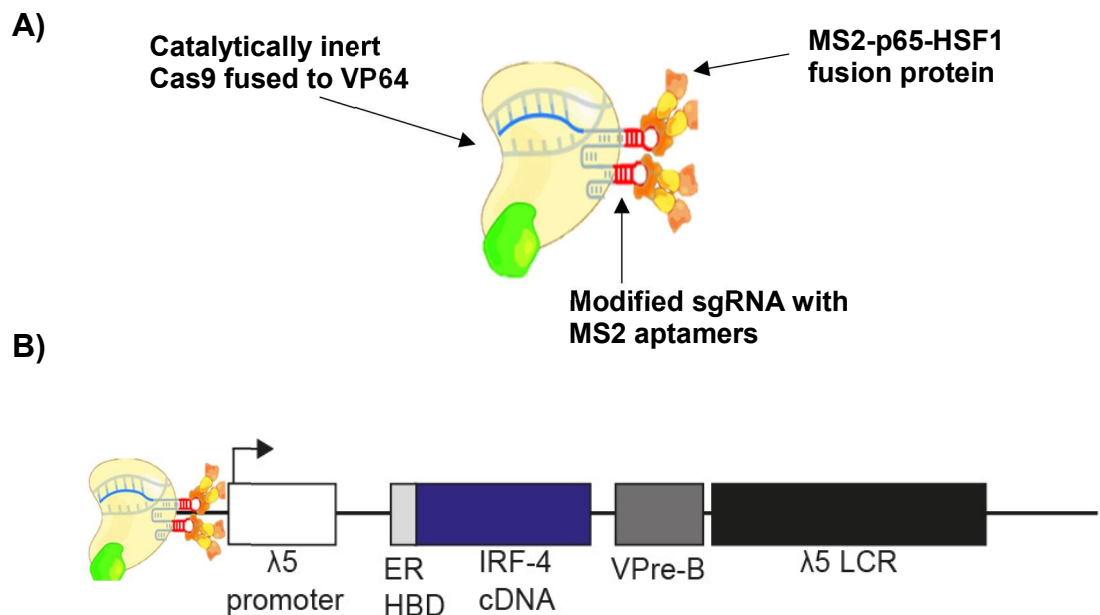 A)
Catalytically inert
Cas9 fused to VP64
MS2-p65-HSF1
fusion protein
Modified sgRNA with
MS2 aptamers
B)
λ5
promoter
ER
HBD
IRF-4
cDNA
VPre-B
λ5 LCR